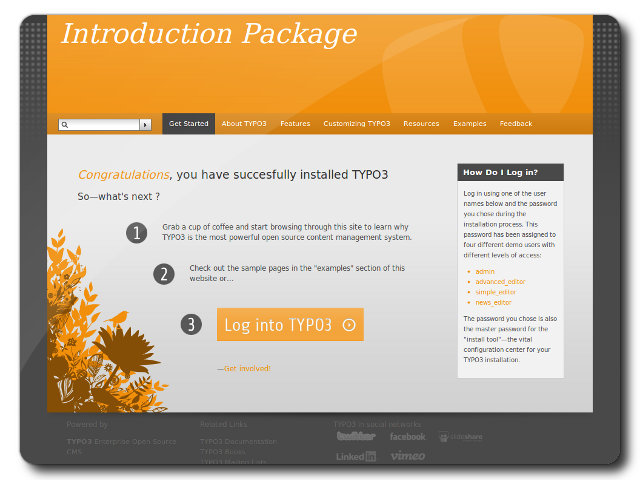 Introduction Package
Get Started About TYPO3 Features Customizing TYPO3 Resources Examples Feedback
Congratulations, you have succesfully installed TYPO3
So—what's next ?
1 Grab a cup of coffee and start browsing through this site to learn why
TYPO3 is the most powerful open source content management system.
2 Check out the sample pages in the "examples" section of this
website or...
3 Log into TYPO3
—Get involved!
How Do I Log in?
Log in using one of the user
names below and the password
you chose during the
installation process. This
password has been assigned to
four different demo users with
different levels of access:
admin
advanced_editor
simple_editor
news_editor
The password you chose is also
the master password for the
"install tool"—the vital
configuration center for your
TYPO3 installation.
Powered by
TYPO3 Enterprise Open Source
CMS
Related Links
TYPO3 Documentation
TYPO3 Books
TYPO3 Mailing Lists
TYPO3 in social networks
twitter facebook slideshare
Linked in vimeo